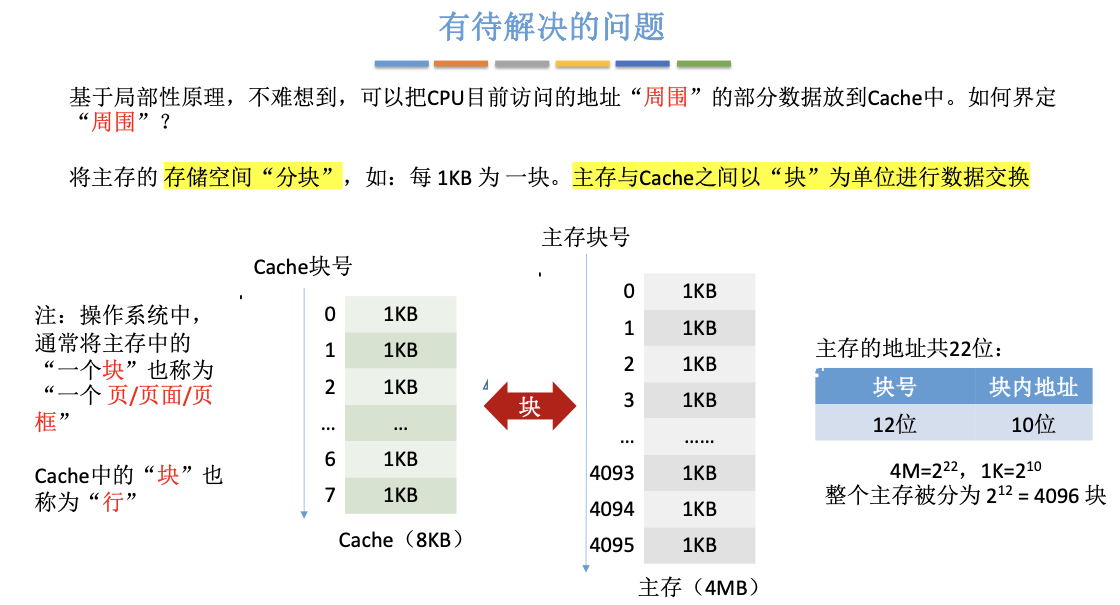 有待解决的问题
基于局部性原理，不难想到，可以把CPU目前访问的地址“周围”的部分数据放到Cache中。如何界定
“周围”？
将主存的 存储空间“分块”，如：每 1KB 为 一块。主存与Cache之间以“块”为单位进行数据交换
注：操作系统中，
通常将主存中的
“一个块”也称为
“一个 页/页面/页
框”
Cache中的“块”也
称为“行”
Cache块号
0 1KB
1 1KB
2 1KB
... ...
6 1KB
7 1KB
Cache（8KB）
块
主存块号
0 1KB
1 1KB
2 1KB
3 1KB
... ……
4093 1KB
4094 1KB
4095 1KB
主存（4MB）
主存的地址共22位：
块号 块内地址
12位 10位
4M=2²²，1K=2¹⁰
整个主存被分为 2¹² = 4096 块